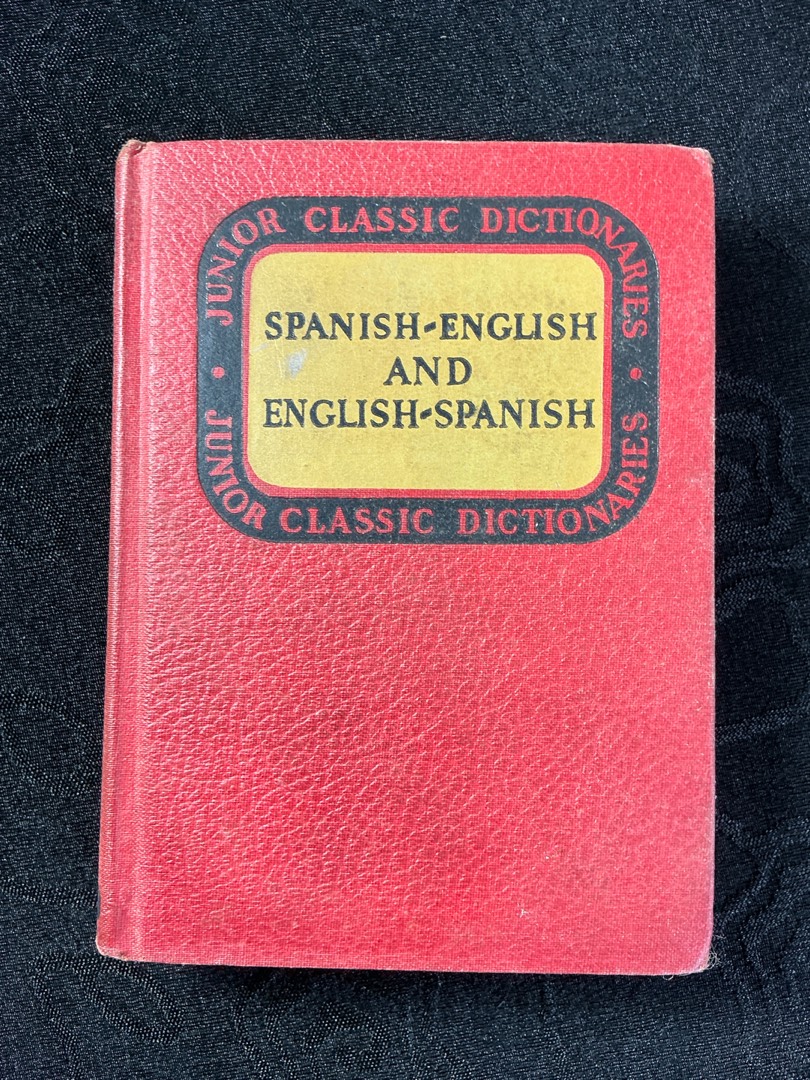 JUNIOR CLASSIC DICTIONARIES •
SPANISH-ENGLISH
AND
ENGLISH-SPANISH
JUNIOR CLASSIC DICTIONARIES •